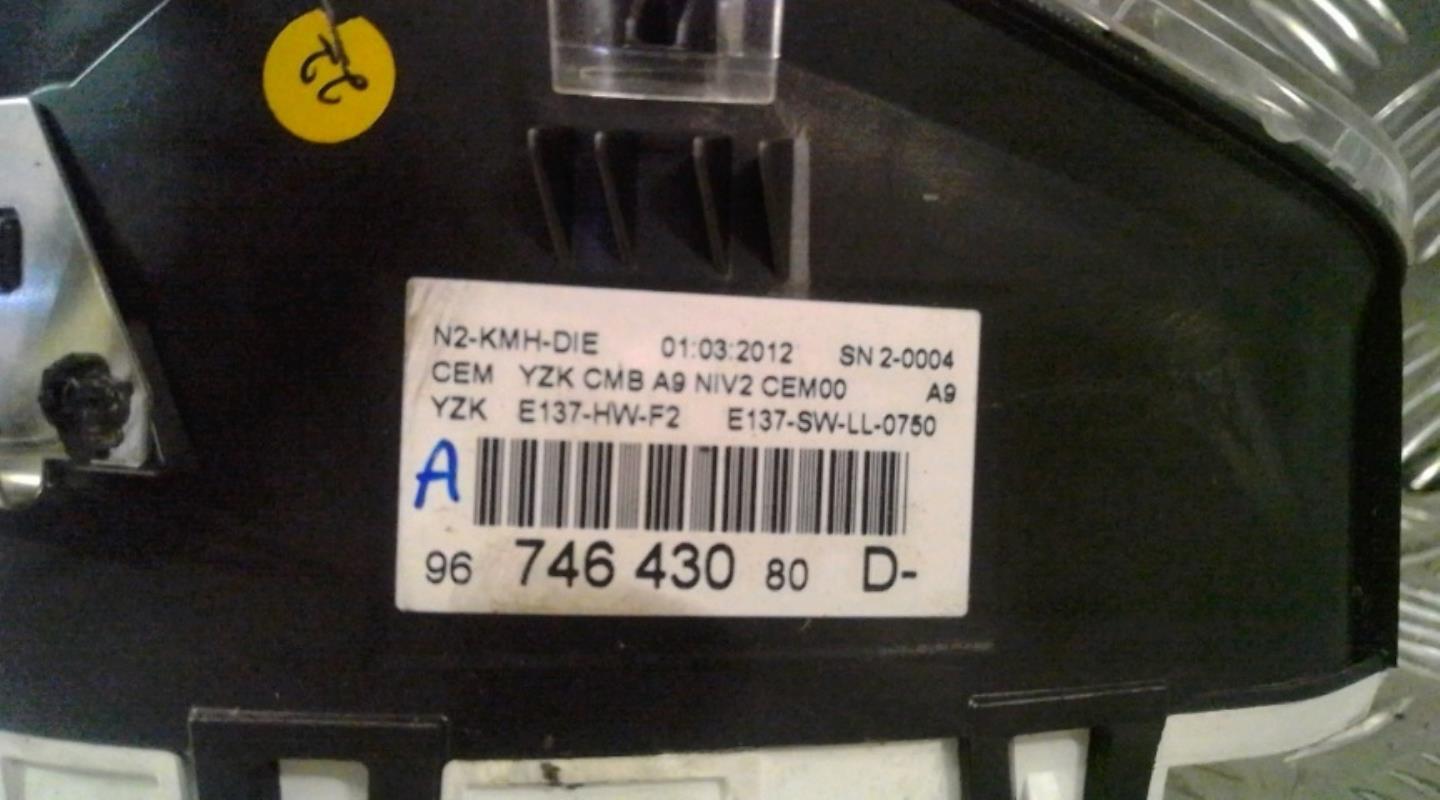 22
N2-KMH-DIE 01:03:2012 SN 2-0004
CEM YZK CMB A9 NIV2 CEM00 A9
YZK E137-HW-F2 E137-SW-LL-0750
A
96 746 430 80 D-